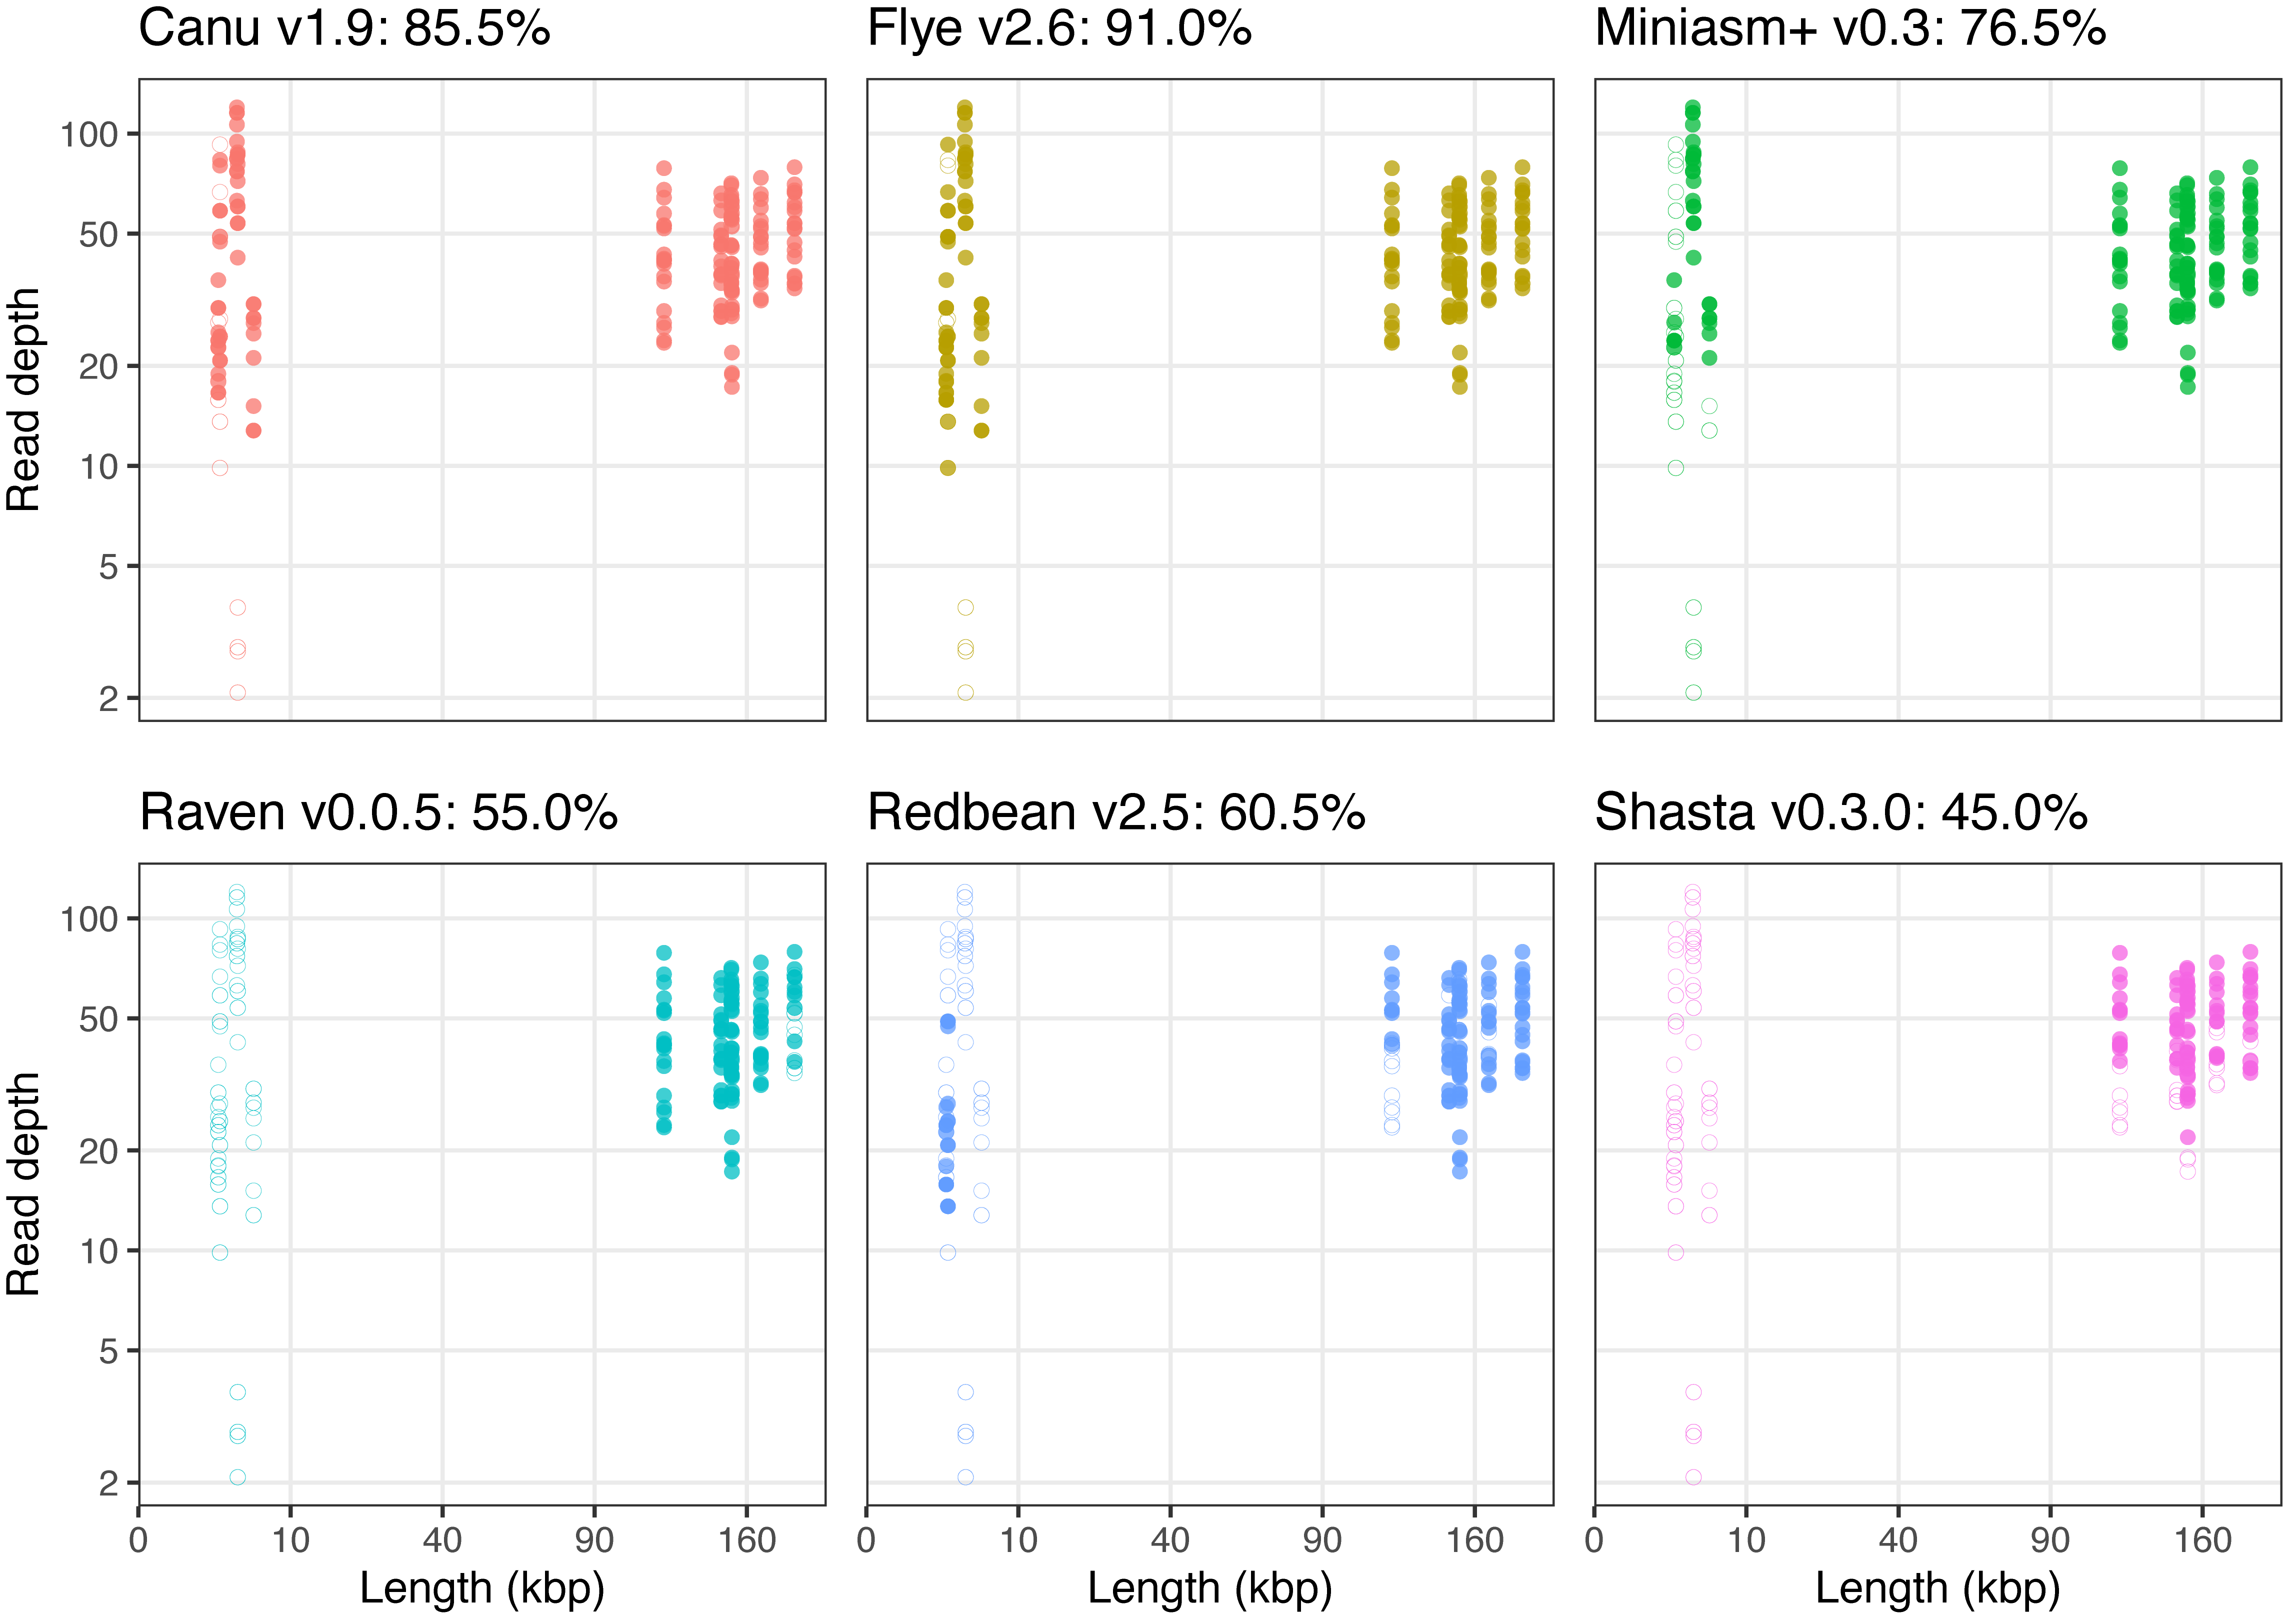 Canu v1.9: 85.5%
Flye v2.6: 91.0%
Miniasm+ v0.3: 76.5%
Read depth
100
50
20
10
5
2
Raven v0.0.5: 55.0%
Redbean v2.5: 60.5%
Shasta v0.3.0: 45.0%
Read depth
100
50
20
10
5
2
0 10 40 90 160
0 10 40 90 160
0 10 40 90 160
Length (kbp)
Length (kbp)
Length (kbp)